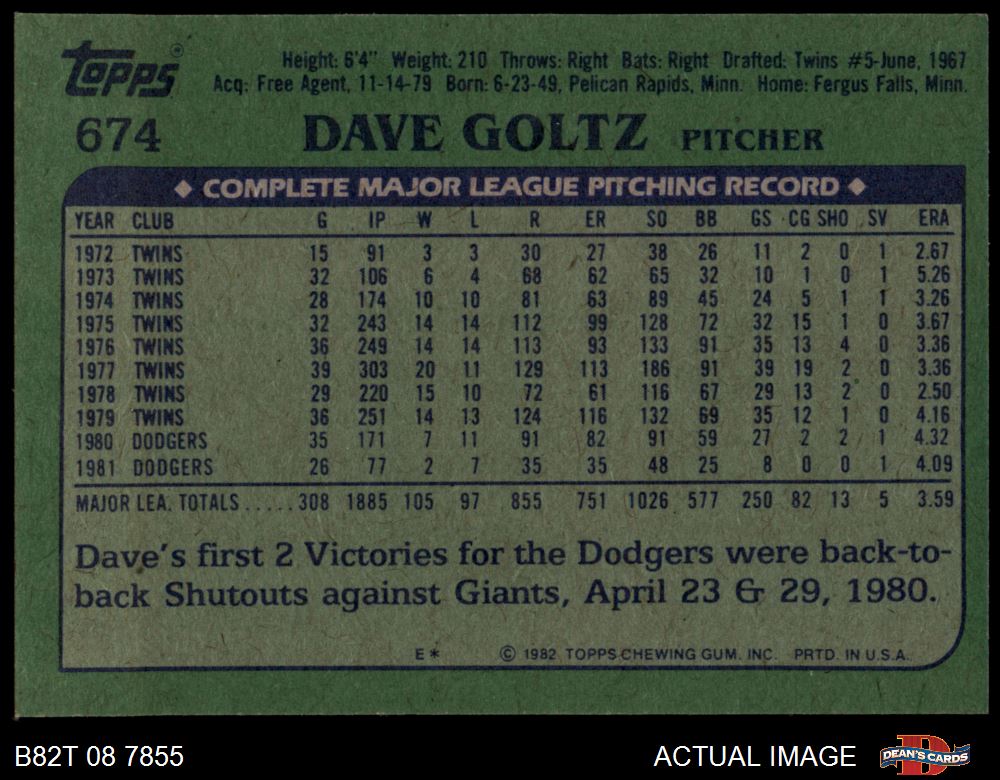 Topps
Height: 6'4" Weight: 210 Throws: Right Bats: Right Drafted: Twins #5-June, 1967
Acq: Free Agent, 11-14-79 Born: 6-23-49, Pelican Rapids, Minn. Home: Fergus Falls, Minn.
674 DAVE GOLTZ PITCHER
◆ COMPLETE MAJOR LEAGUE PITCHING RECORD ◆
YEAR CLUB G IP W L R ER SO BB GS CG SHO SV ERA
1972 TWINS 15 91 3 3 30 27 38 26 11 2 0 1 2.67
1973 TWINS 32 106 6 4 68 62 65 32 10 1 0 1 5.26
1974 TWINS 28 174 10 10 81 63 89 45 24 5 1 1 3.26
1975 TWINS 32 243 14 14 112 99 128 72 32 15 1 0 3.67
1976 TWINS 36 249 14 14 113 93 133 91 35 13 4 0 3.36
1977 TWINS 39 303 20 11 129 113 186 91 39 19 2 0 3.36
1978 TWINS 29 220 15 10 72 61 116 67 29 13 2 0 2.50
1979 TWINS 36 251 14 13 124 116 132 69 35 12 1 0 4.16
1980 DODGERS 35 171 7 11 91 82 91 59 27 2 2 1 4.32
1981 DODGERS 26 77 2 7 35 35 48 25 8 0 0 1 4.09
MAJOR LEA. TOTALS ..... 308 1885 105 97 855 751 1026 577 250 82 13 5 3.59
Dave's first 2 Victories for the Dodgers were back-to-
back Shutouts against Giants, April 23 & 29, 1980.
E* © 1982 TOPPS CHEWING GUM, INC. PRTD. IN U.S.A.
B82T 08 7855 ACTUAL IMAGE DEAN'S CARDS